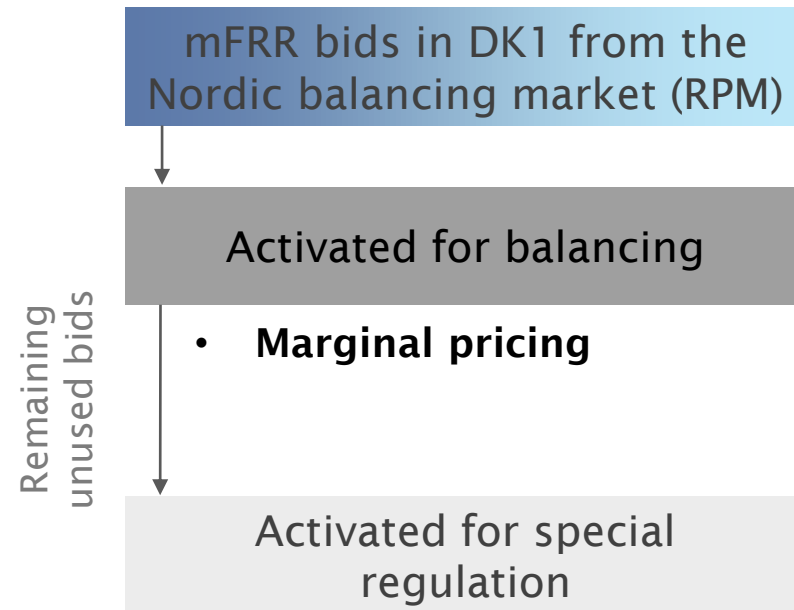 mFRR bids in DK1 from the
Nordic balancing market (RPM)
Activated for balancing
Remaining
unused bids
• Marginal pricing
Activated for special
regulation